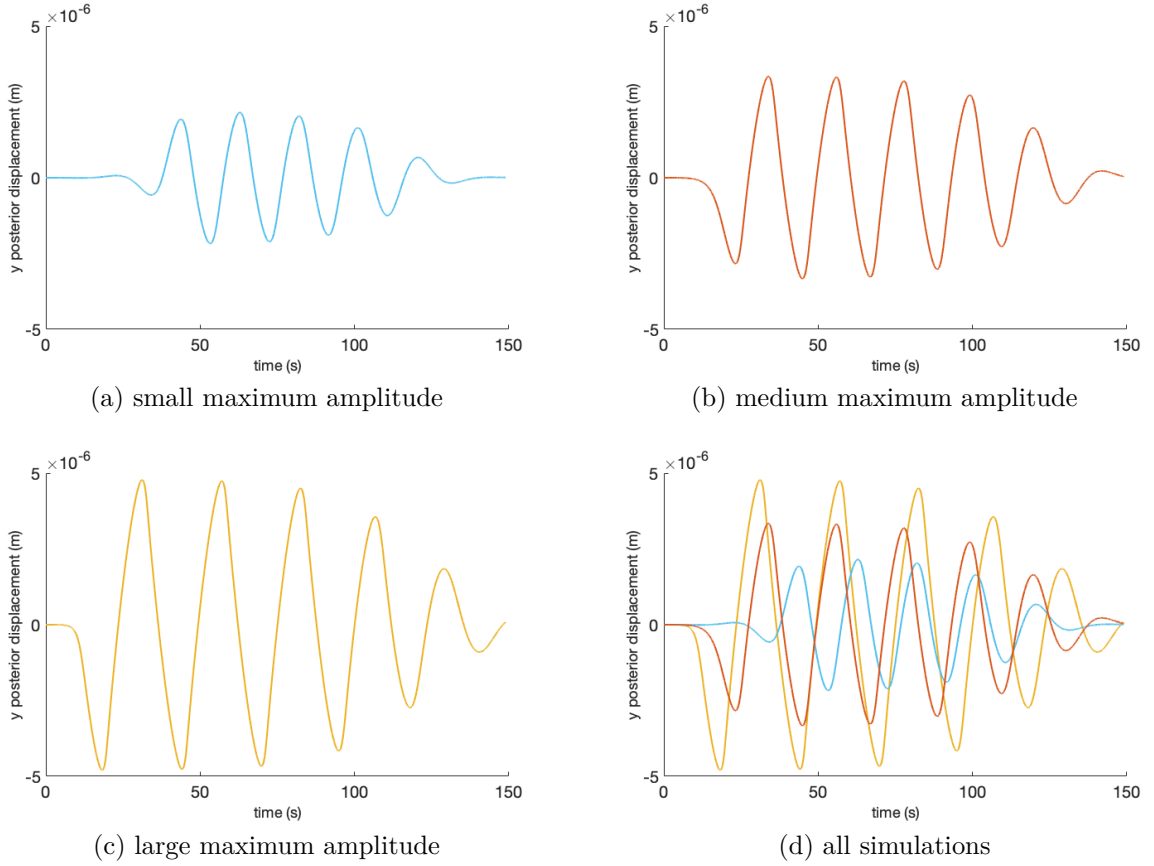 ×10⁻⁶
5
0
-5
y posterior displacement (m)
0 50 100 150
time (s)
(a) small maximum amplitude
×10⁻⁶
5
0
-5
y posterior displacement (m)
0 50 100 150
time (s)
(b) medium maximum amplitude
×10⁻⁶
5
0
-5
y posterior displacement (m)
0 50 100 150
time (s)
(c) large maximum amplitude
×10⁻⁶
5
0
-5
y posterior displacement (m)
0 50 100 150
time (s)
(d) all simulations